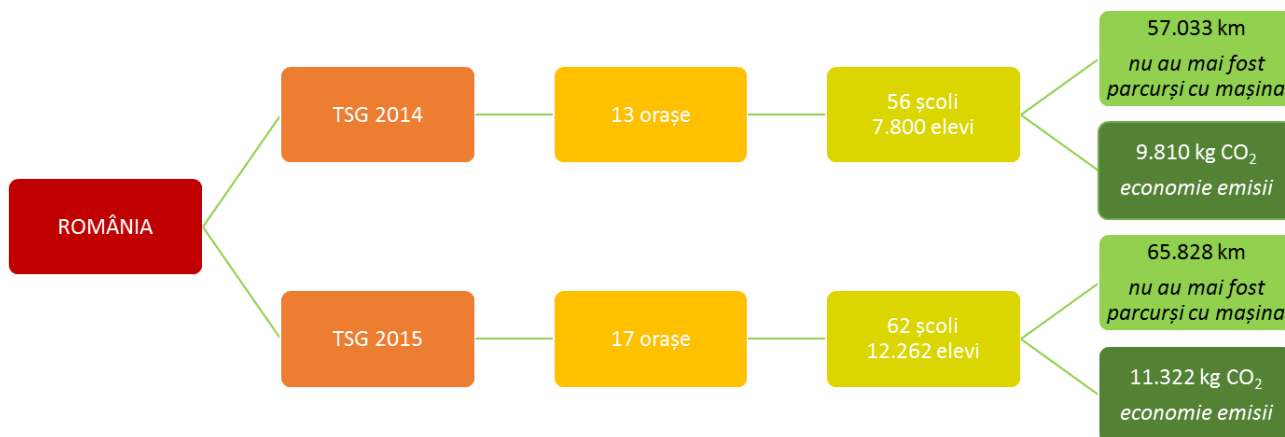 ROMÂNIA
TSG 2014
13 orașe
56 școli
7.800 elevi
57.033 km
nu au mai fost
parcurși cu mașina
9.810 kg CO₂
economie emisii
TSG 2015
17 orașe
62 școli
12.262 elevi
65.828 km
nu au mai fost
parcurși cu mașina
11.322 kg CO₂
economie emisii